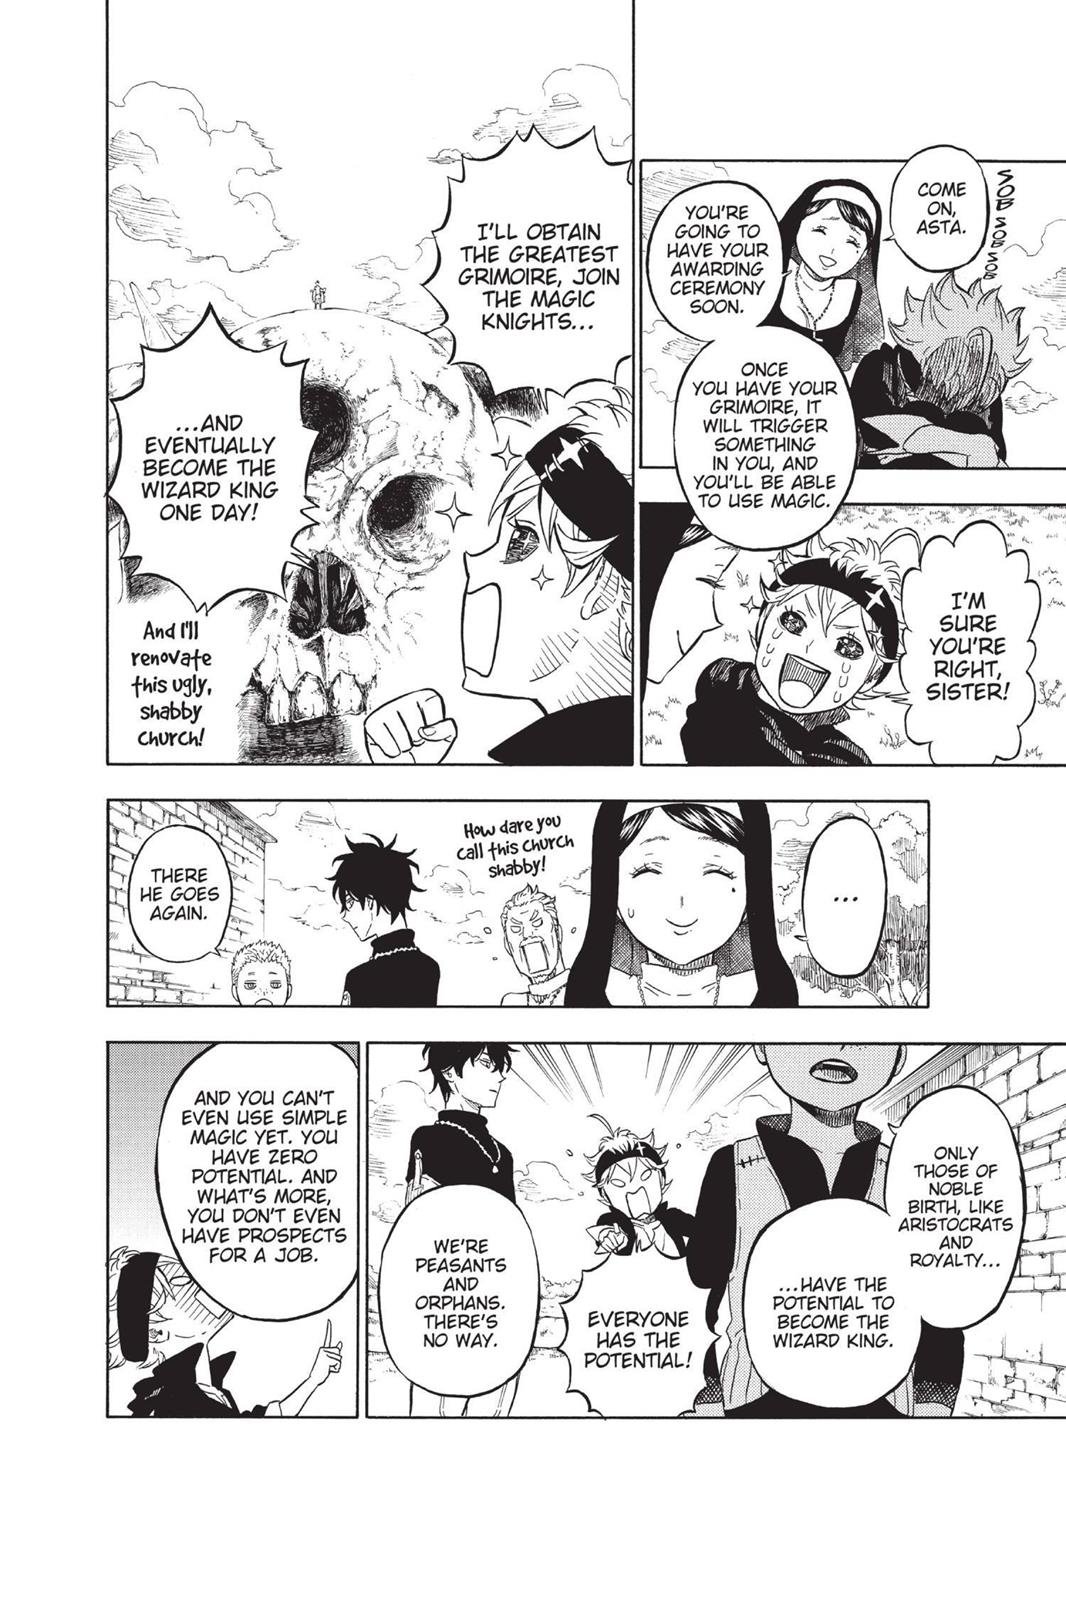 COME
ON,
ASTA.
SOB SOB SOB
YOU'RE
GOING TO
HAVE YOUR
AWARDING
CEREMONY
SOON.
ONCE
YOU HAVE YOUR
GRIMOIRE, IT
WILL TRIGGER
SOMETHING
IN YOU, AND
YOU'LL BE ABLE
TO USE MAGIC.
I'M
SURE
YOU'RE
RIGHT,
SISTER!
I'LL OBTAIN
THE GREATEST
GRIMOIRE, JOIN
THE MAGIC
KNIGHTS...
...AND
EVENTUALLY
BECOME THE
WIZARD KING
ONE DAY!
And I'll
renovate
this ugly,
shabby
church!
...
How dare you
call this church
shabby!
THERE
HE GOES
AGAIN.
ONLY
THOSE OF
NOBLE
BIRTH, LIKE
ARISTOCRATS
AND
ROYALTY...
...HAVE THE
POTENTIAL TO
BECOME THE
WIZARD KING.
EVERYONE
HAS THE
POTENTIAL!
WE'RE
PEASANTS
AND
ORPHANS.
THERE'S
NO WAY.
AND YOU CAN'T
EVEN USE SIMPLE
MAGIC YET. YOU
HAVE ZERO
POTENTIAL. AND
WHAT'S MORE,
YOU DON'T EVEN
HAVE PROSPECTS
FOR A JOB.